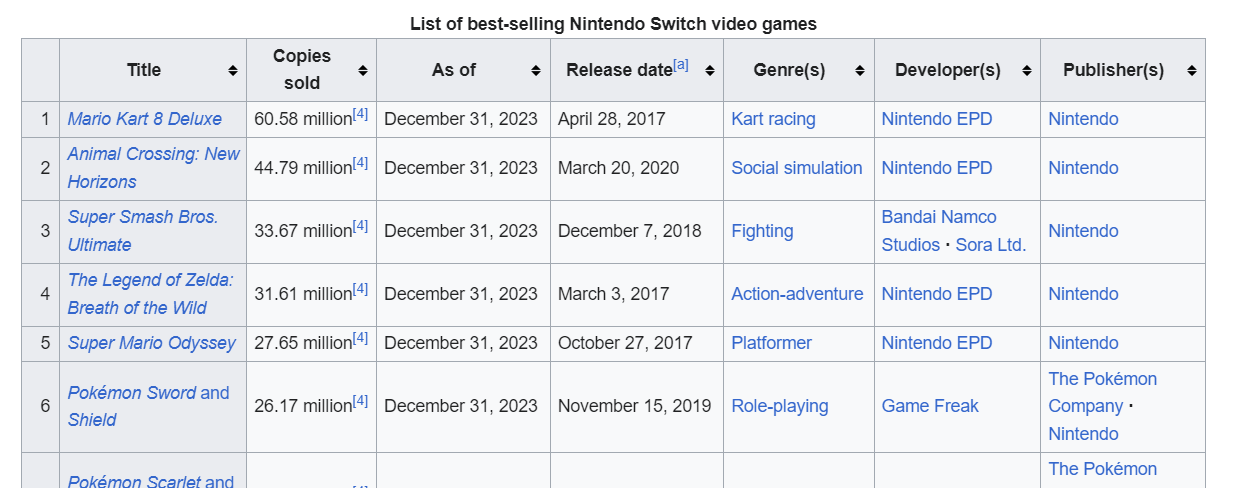 List of best-selling Nintendo Switch video games
Title
Copies
sold
As of
Release date[a]
Genre(s)
Developer(s)
Publisher(s)
1
Mario Kart 8 Deluxe
60.58 million[4]
December 31, 2023
April 28, 2017
Kart racing
Nintendo EPD
Nintendo
2
Animal Crossing: New
Horizons
44.79 million[4]
December 31, 2023
March 20, 2020
Social simulation
Nintendo EPD
Nintendo
3
Super Smash Bros.
Ultimate
33.67 million[4]
December 31, 2023
December 7, 2018
Fighting
Bandai Namco
Studios · Sora Ltd.
Nintendo
4
The Legend of Zelda:
Breath of the Wild
31.61 million[4]
December 31, 2023
March 3, 2017
Action-adventure
Nintendo EPD
Nintendo
5
Super Mario Odyssey
27.65 million[4]
December 31, 2023
October 27, 2017
Platformer
Nintendo EPD
Nintendo
6
Pokémon Sword and
Shield
26.17 million[4]
December 31, 2023
November 15, 2019
Role-playing
Game Freak
The Pokémon
Company ·
Nintendo
Pokémon Scarlet and
The Pokémon